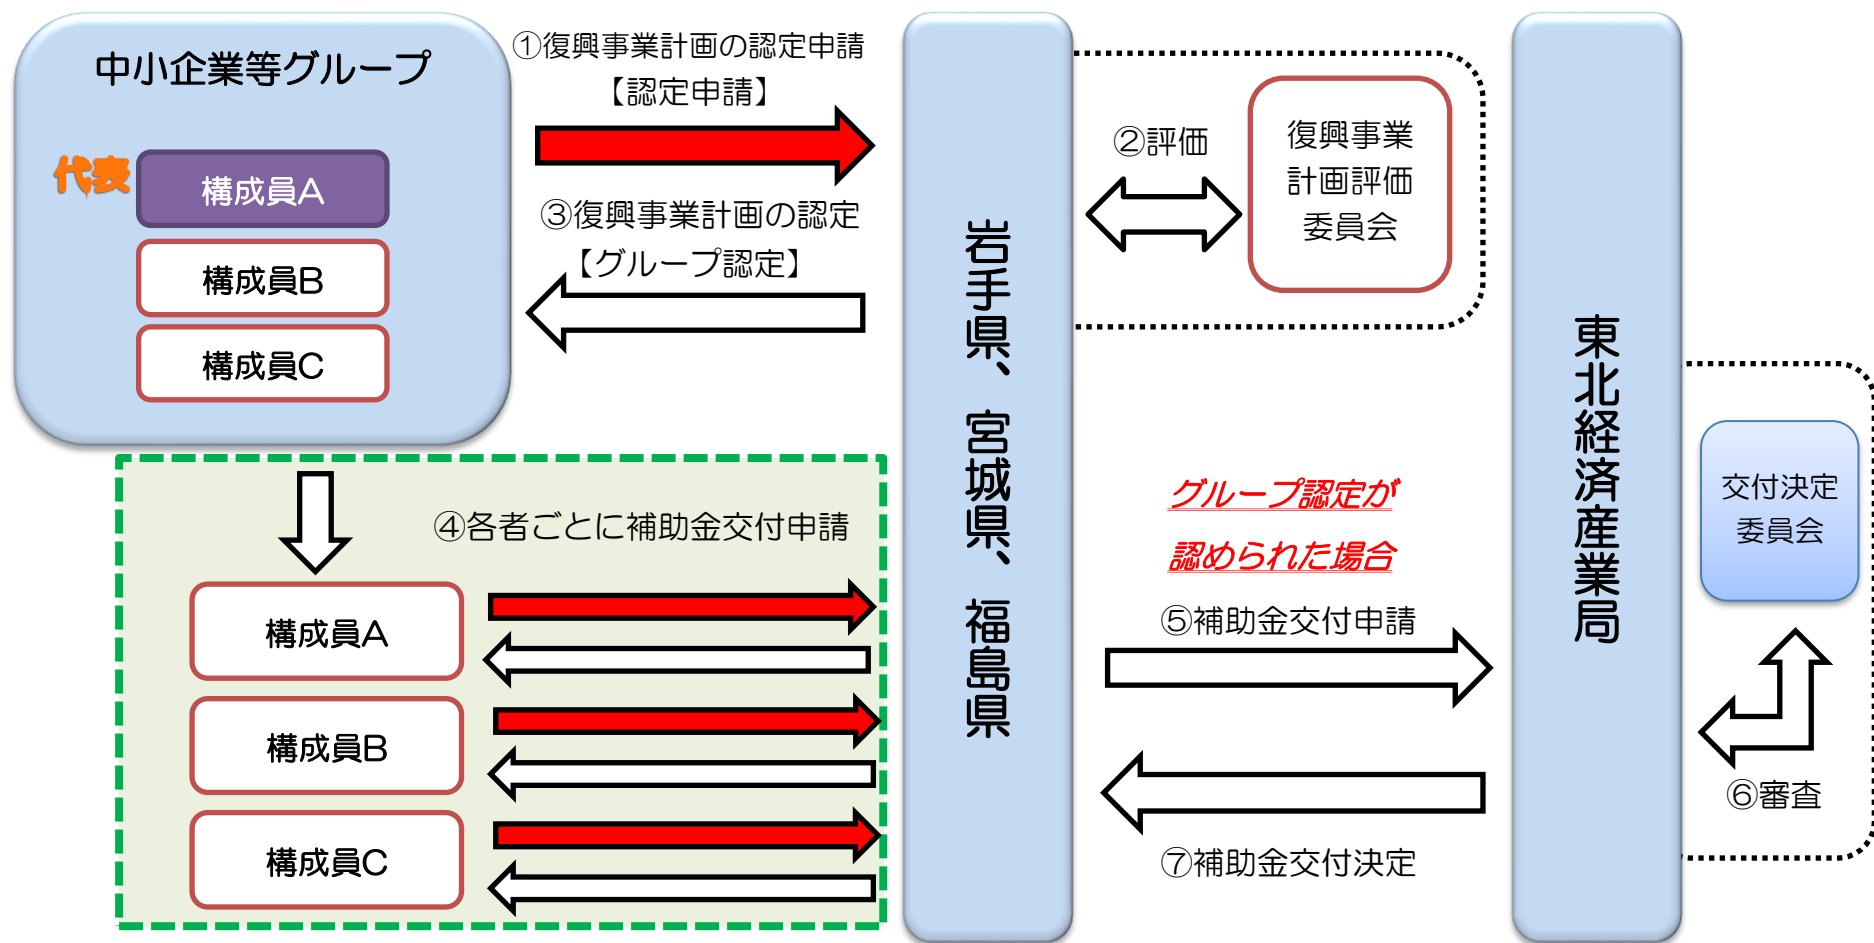 中小企業等グループ
代表
構成員A
構成員B
構成員C
①復興事業計画の認定申請
【認定申請】
③復興事業計画の認定
【グループ認定】
岩手県、宮城県、福島県
②評価
復興事業
計画評価
委員会
東北経済産業局
交付決定
委員会
⑥審査
④各者ごとに補助金交付申請
構成員A
構成員B
構成員C
グループ認定が
認められた場合
⑤補助金交付申請
⑦補助金交付決定